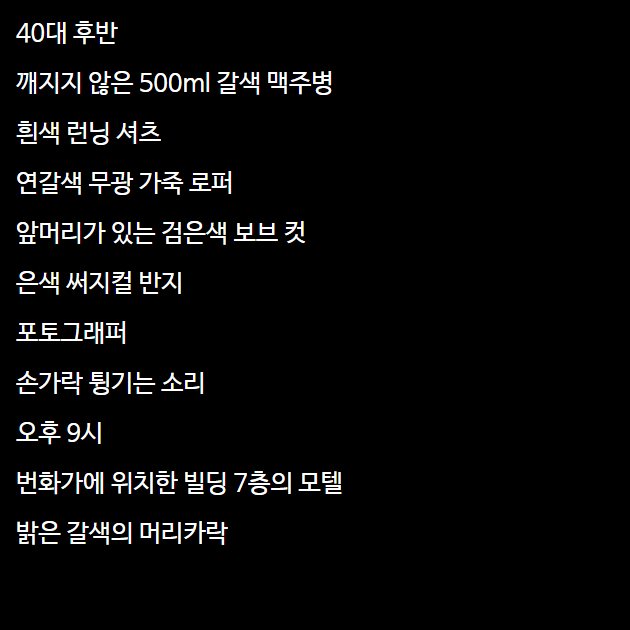 40대 후반
깨지지 않은 500ml 갈색 맥주병
흰색 런닝 셔츠
연갈색 무광 가죽 로퍼
앞머리가 있는 검은색 보브 컷
은색 써지컬 반지
포토그래퍼
손가락 튕기는 소리
오후 9시
번화가에 위치한 빌딩 7층의 모텔
밝은 갈색의 머리카락